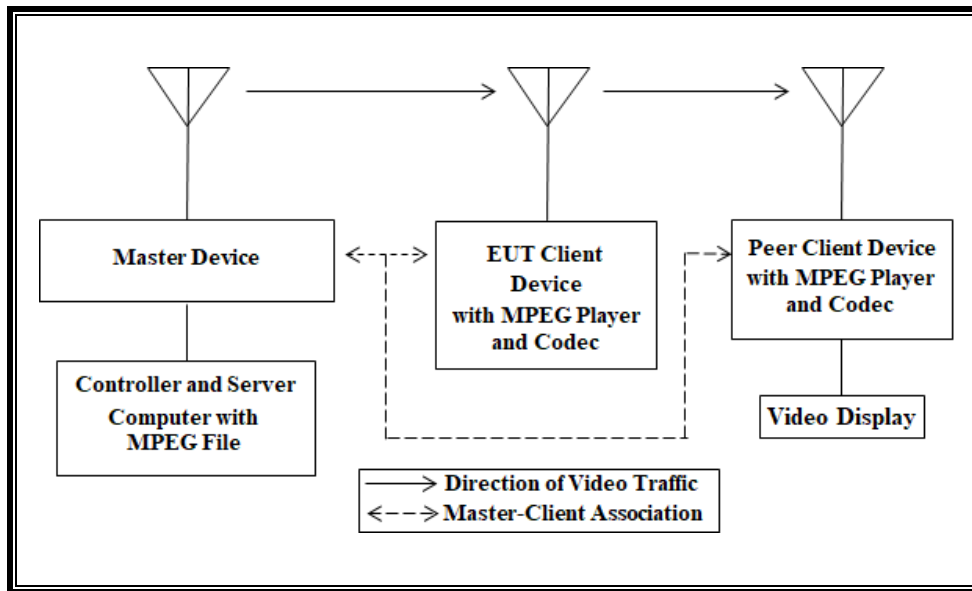 Master Device
EUT Client
Device
with MPEG Player
and Codec
Peer Client Device
with MPEG Player
and Codec
Controller and Server
Computer with
MPEG File
Video Display
Direction of Video Traffic
Master-Client Association